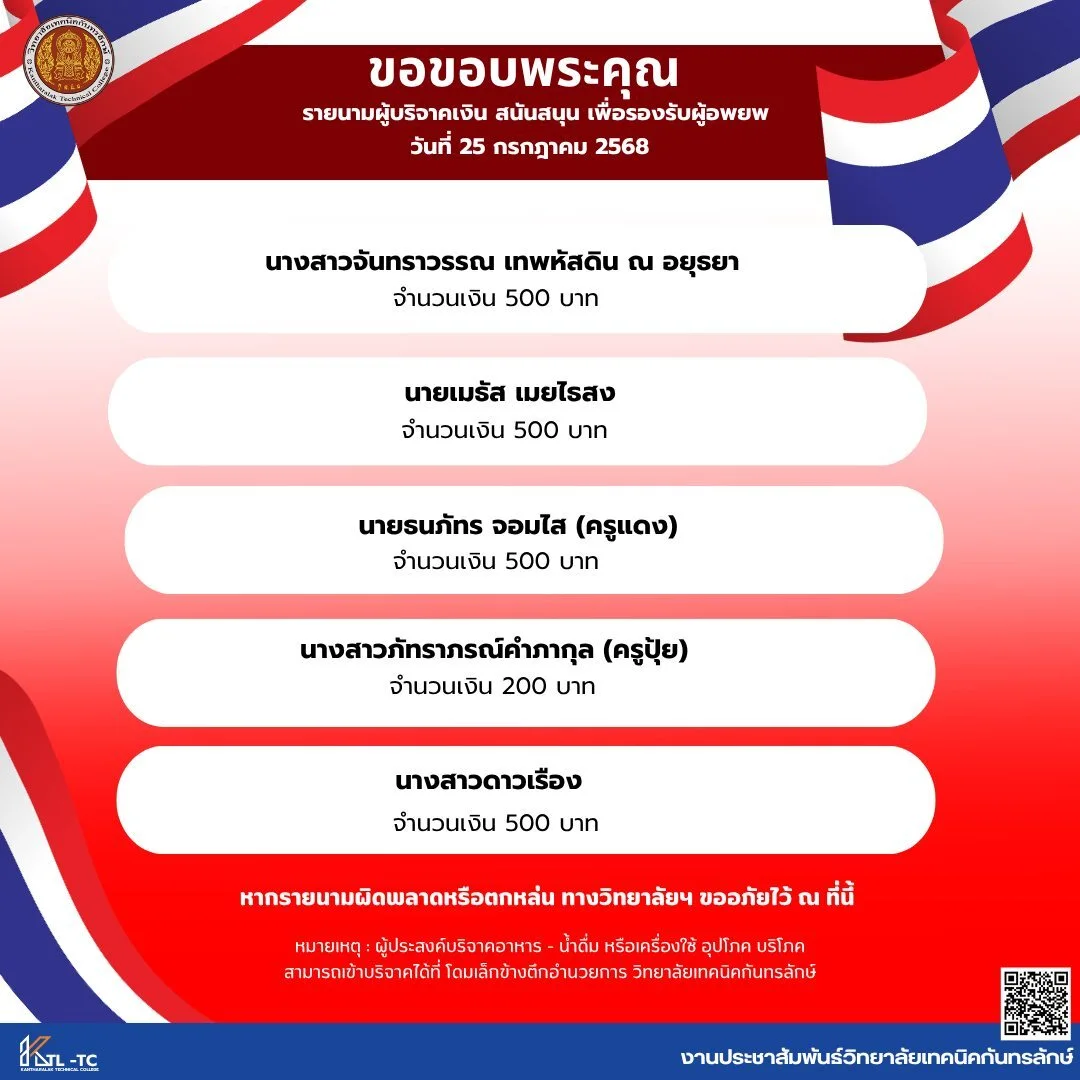 วิทยาลัยเทคนิคกันทรลักษ์
Kantharalak Technical College
ขอขอบพระคุณ
รายนามผู้บริจาคเงิน สนันสนุน เพื่อรองรับผู้อพยพ
วันที่ 25 กรกฎาคม 2568
นางสาวจันทราวรรณ เทพหัสดิน ณ อยุธยา
จำนวนเงิน 500 บาท
นายเมธัส เมยไธสง
จำนวนเงิน 500 บาท
นายธนภัทร จอมไส (ครูแดง)
จำนวนเงิน 500 บาท
นางสาวภัทราภรณ์คำภากุล (ครูปุ้ย)
จำนวนเงิน 200 บาท
นางสาวดาวเรือง
จำนวนเงิน 500 บาท
หากรายนามผิดพลาดหรือตกหล่น ทางวิทยาลัยฯ ขออภัยไว้ ณ ที่นี้
หมายเหตุ : ผู้ประสงค์บริจาคอาหาร - น้ำดื่ม หรือเครื่องใช้ อุปโภค บริโภค
สามารถเข้าบริจาคได้ที่ โดมเล็กข้างตึกอำนวยการ วิทยาลัยเทคนิคกันทรลักษ์
KTL -TC
KANTHARALAK TECHNICAL COLLEGE
งานประชาสัมพันธ์วิทยาลัยเทคนิคกันทรลักษ์